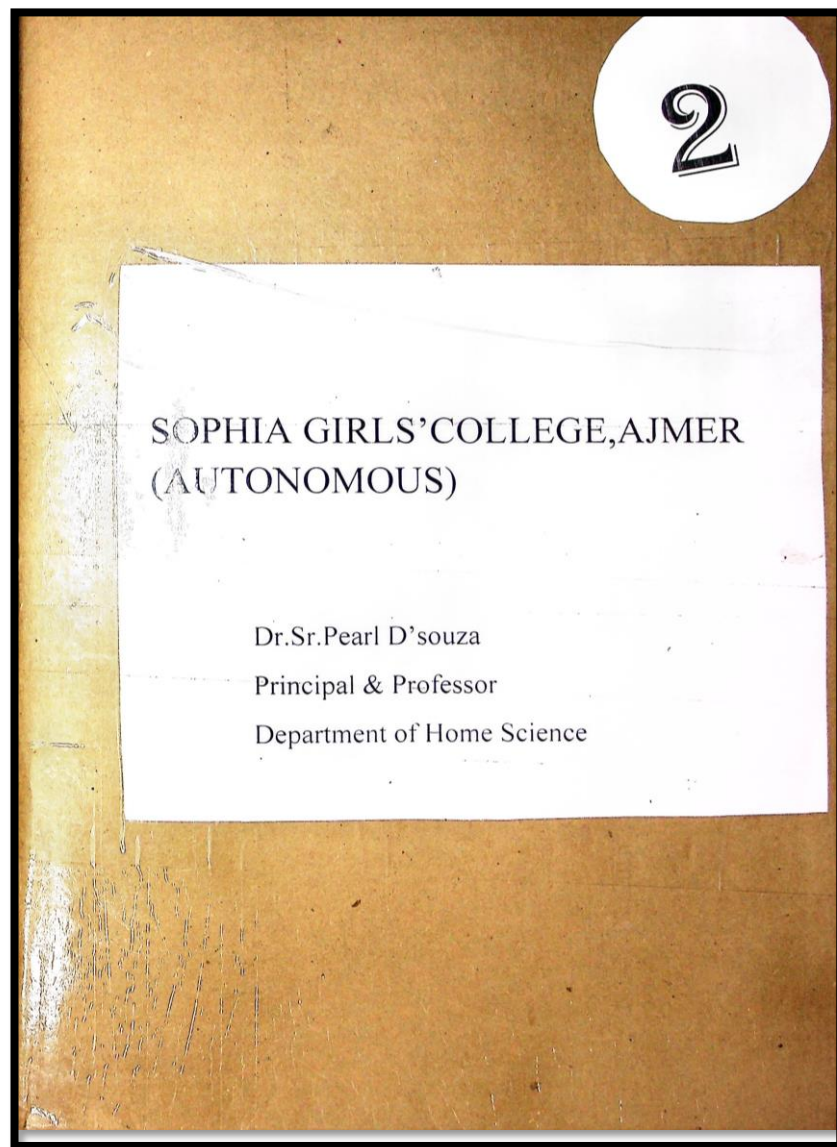 2
SOPHIA GIRLS'COLLEGE,AJMER
(AUTONOMOUS)
Dr.Sr.Pearl D'souza
Principal & Professor
Department of Home Science